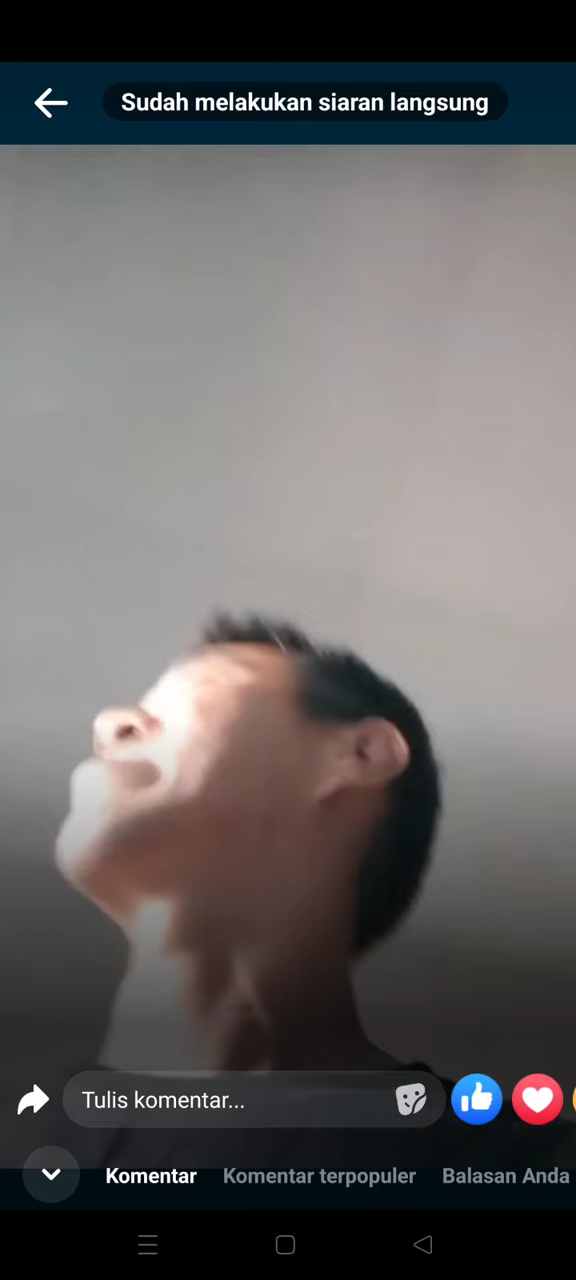 Sudah melakukan siaran langsung
Tulis komentar...
Komentar Komentar terpopuler Balasan Anda